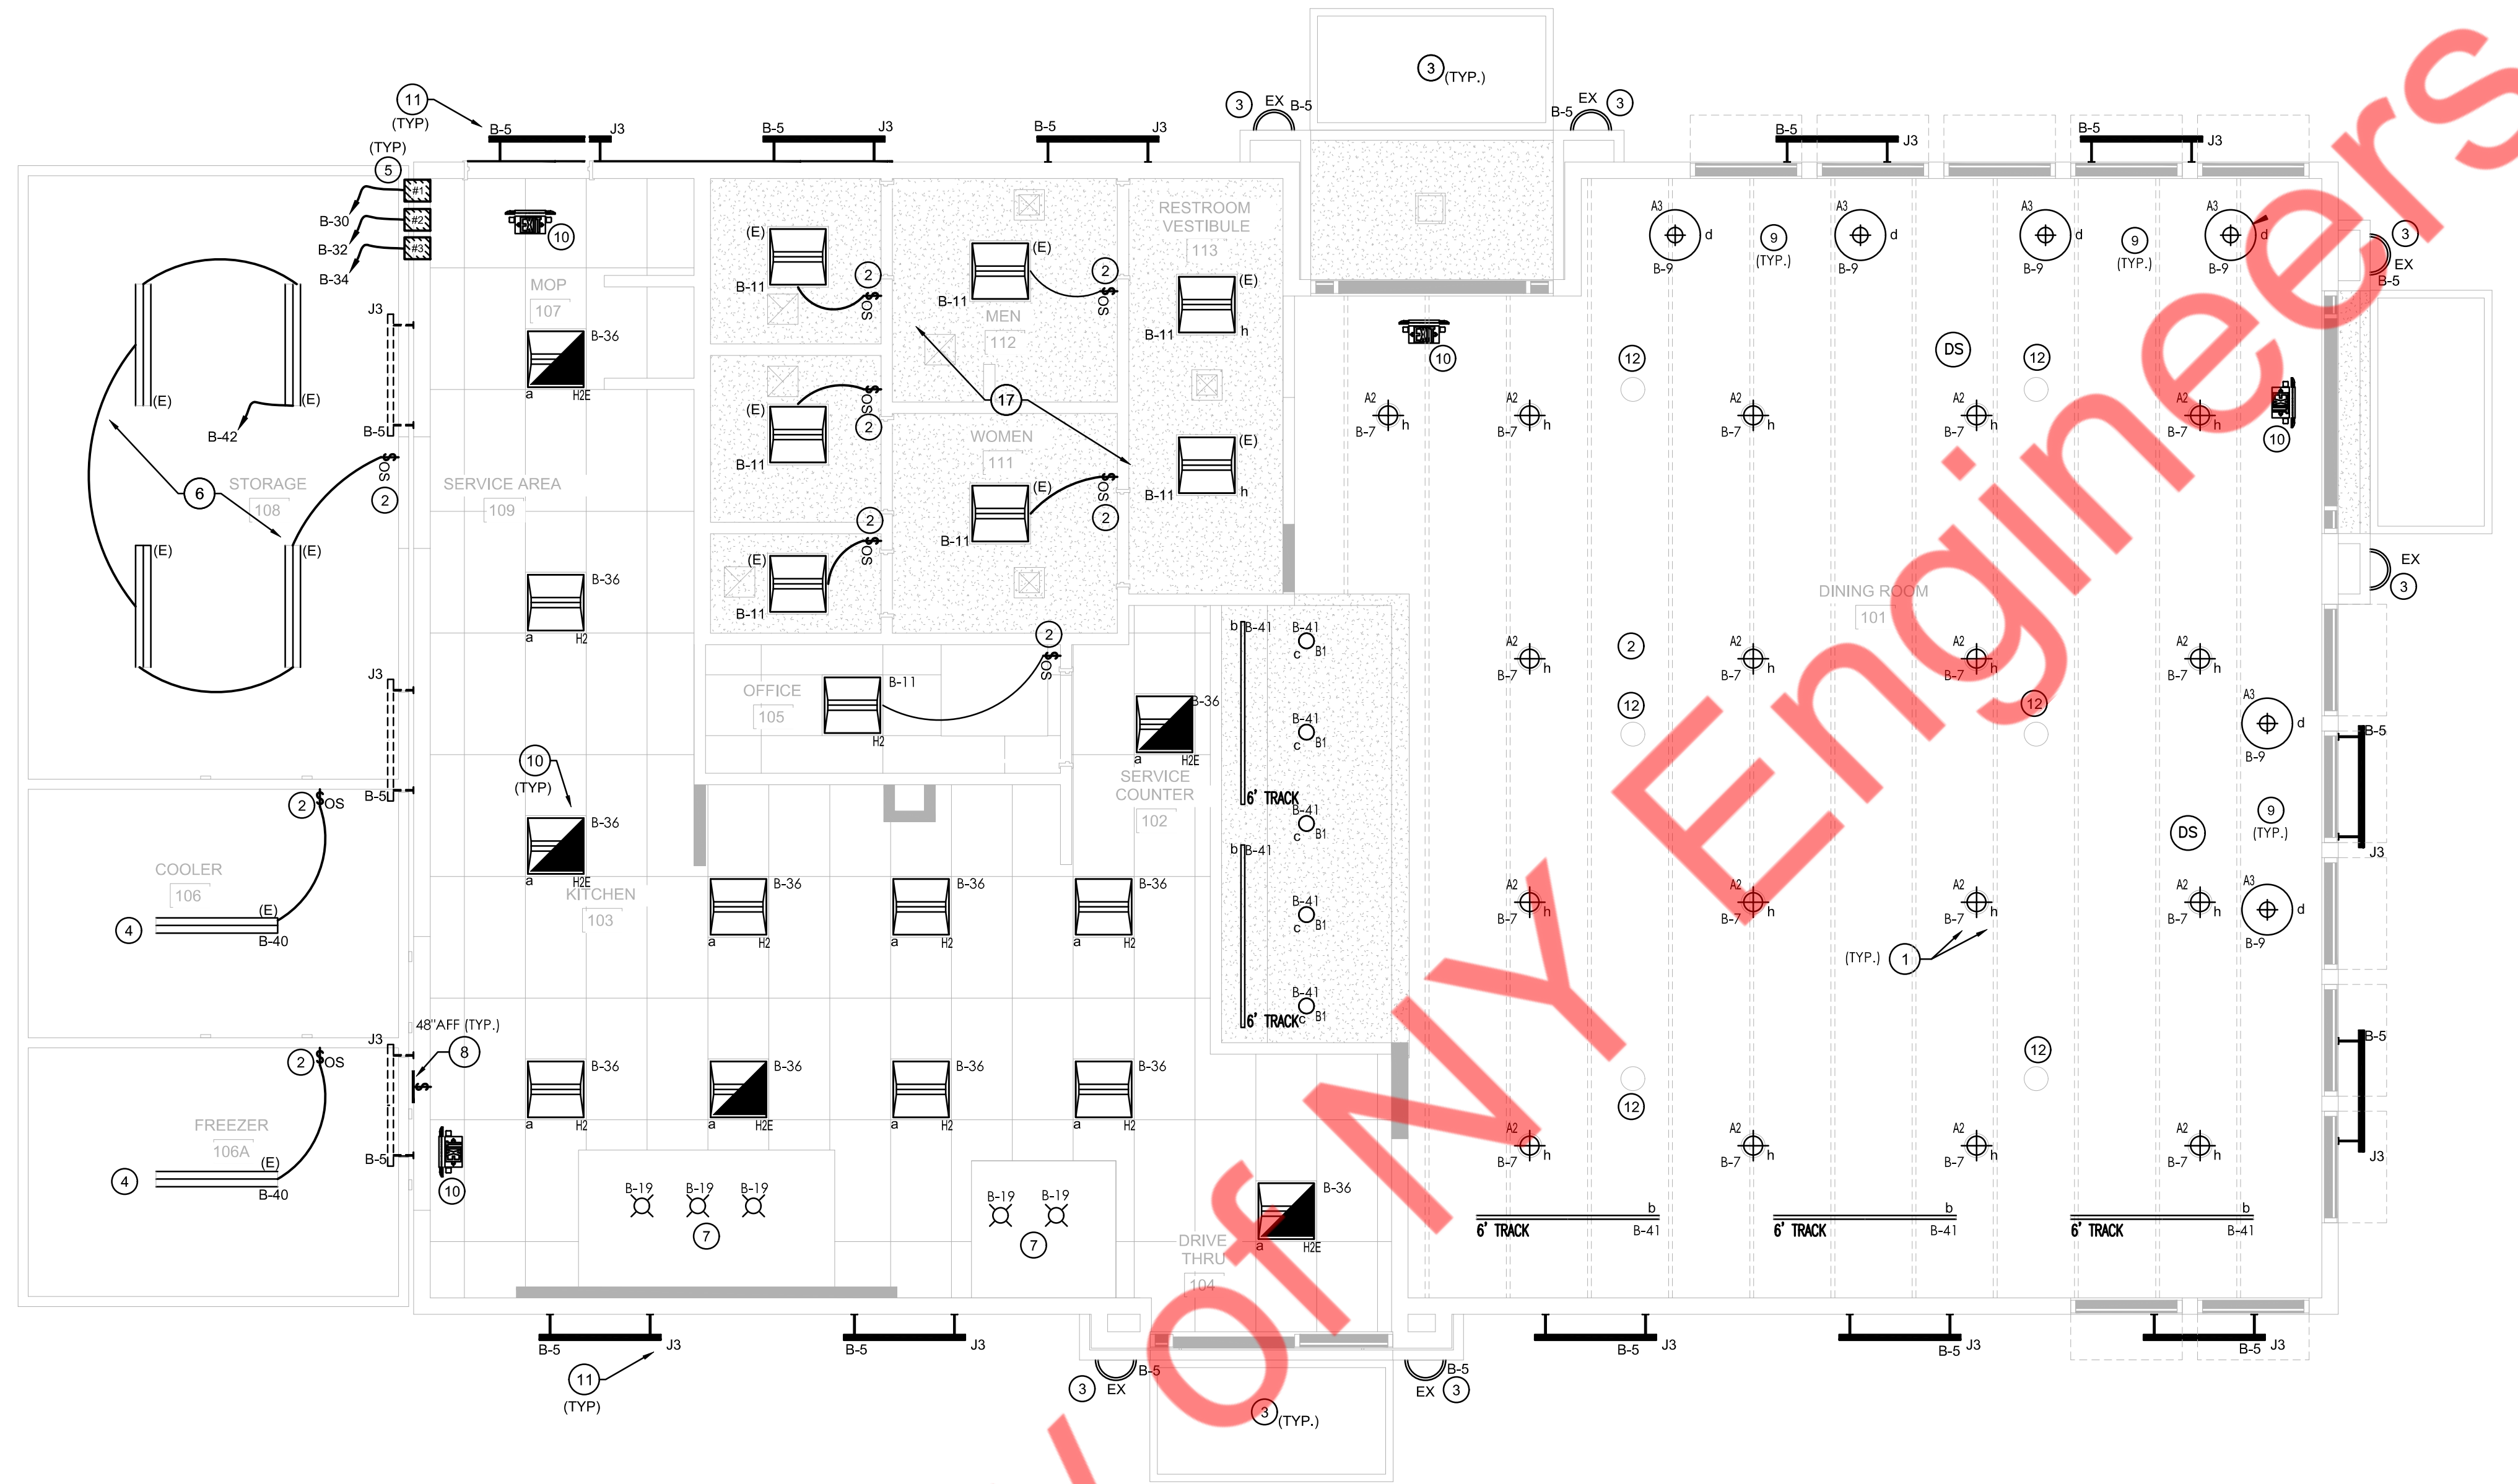 3
(TYP.)
11
(TYP)
B-5
J3
B-5
J3
B-5
J3
3
EX
B-5
B-5
EX
3
B-5
J3
B-5
J3
(TYP)
5
#1
#2
#3
B-30
B-32
B-34
EXIT
10
RESTROOM
VESTIBULE
113
(E)
B-11
2
SOS
(E)
B-11
2
SOS
MEN
112
(E)
B-11
h
A3
d
B-9
9
(TYP.)
A3
d
B-9
A3
d
B-9
9
(TYP.)
A3
d
B-9
3
EX
B-5
MOP
107
B-36
a
H2E
J3
B-5
(E)
(E)
B-42
6
STORAGE
108
(E)
(E)
SOS
2
SERVICE AREA
109
(E)
B-11
SOS
2
17
WOMEN
111
(E)
B-11
SOS
2
(E)
B-11
h
EXIT
10
12
DS
12
A2
B-7
h
A2
B-7
h
A2
B-7
h
A2
B-7
h
A2
B-7
h
EXIT
10
2
SOS
(E)
B-11
B-36
a
H2
DINING ROOM
101
EX
3
2
SOS
b
B-41
B-41
c
B1
A2
B-7
h
2
A2
B-7
h
A2
B-7
h
A2
B-7
h
J3
B-5
OFFICE
105
B-11
H2
B-36
a
H2E
B-41
c
B1
12
12
A3
d
B-9
B-5
J3
10
(TYP)
SERVICE
COUNTER
102
6' TRACK
B-41
c
B1
DS
9
(TYP.)
2
SOS
COOLER
106
4
(E)
B-40
B-36
a
H2E
KITCHEN
103
B-36
a
H2
B-36
a
H2
B-36
a
H2
b
B-41
B-41
c
B1
A2
B-7
h
A2
B-7
h
A2
B-7
h
A2
B-7
h
A3
d
B-9
(TYP.)
1
B-41
c
B1
6' TRACK
48"AFF (TYP.)
8
J3
S
B-5
2
SOS
FREEZER
106A
4
(E)
B-40
EXIT
10
B-36
a
H2
B-36
a
H2E
B-36
a
H2
B-36
a
H2
12
12
B-5
J3
A2
B-7
h
A2
B-7
h
A2
B-7
h
A2
B-7
h
B-19
B-19
B-19
7
B-19
B-19
7
DRIVE
THRU
104
B-36
a
H2E
6' TRACK
b
B-41
6' TRACK
b
B-41
6' TRACK
b
B-41
B-5
J3
B-5
J3
B-5
J3
B-5
J3
B-5
J3
11
(TYP)
3
EX
B-5
B-5
EX
3
3
(TYP.)
of NY Engineers